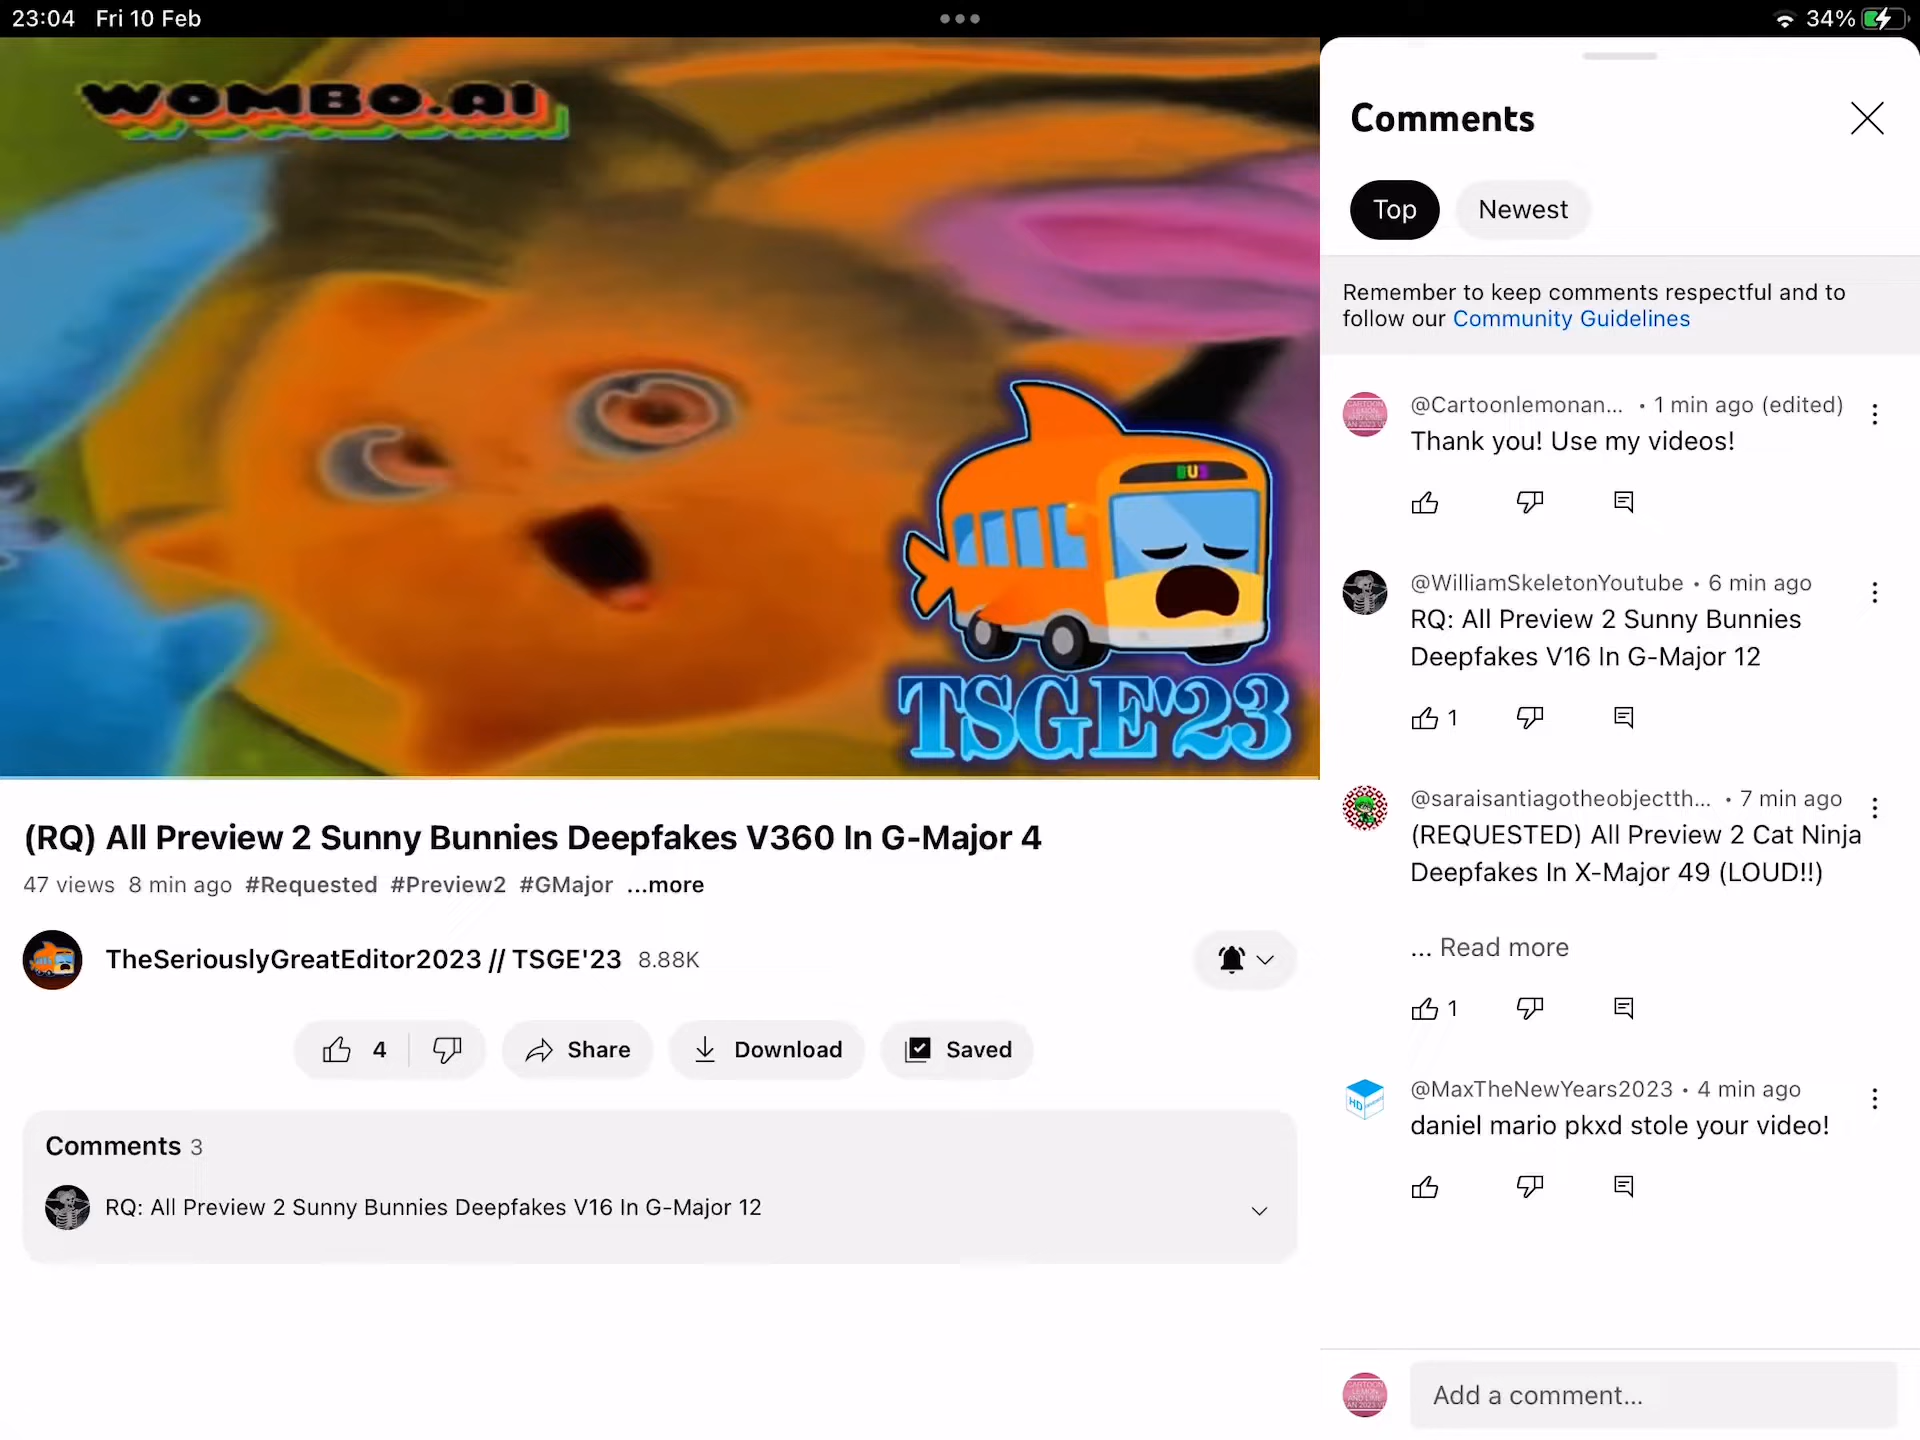 23:04 Fri 10 Feb
34%
WOMBO.AI
BUS
TSGE'23
(RQ) All Preview 2 Sunny Bunnies Deepfakes V360 In G-Major 4
47 views 8 min ago #Requested #Preview2 #GMajor ...more
TheSeriouslyGreatEditor2023 // TSGE'23 8.88K
4
Share
Download
Saved
Comments 3
RQ: All Preview 2 Sunny Bunnies Deepfakes V16 In G-Major 12
Comments
Top
Newest
Remember to keep comments respectful and to
follow our Community Guidelines
@Cartoonlemonan... • 1 min ago (edited)
Thank you! Use my videos!
@WilliamSkeletonYoutube • 6 min ago
RQ: All Preview 2 Sunny Bunnies
Deepfakes V16 In G-Major 12
1
@saraisantiagotheobjectth... • 7 min ago
(REQUESTED) All Preview 2 Cat Ninja
Deepfakes In X-Major 49 (LOUD!!)
... Read more
1
@MaxTheNewYears2023 • 4 min ago
daniel mario pkxd stole your video!
HD
Add a comment...